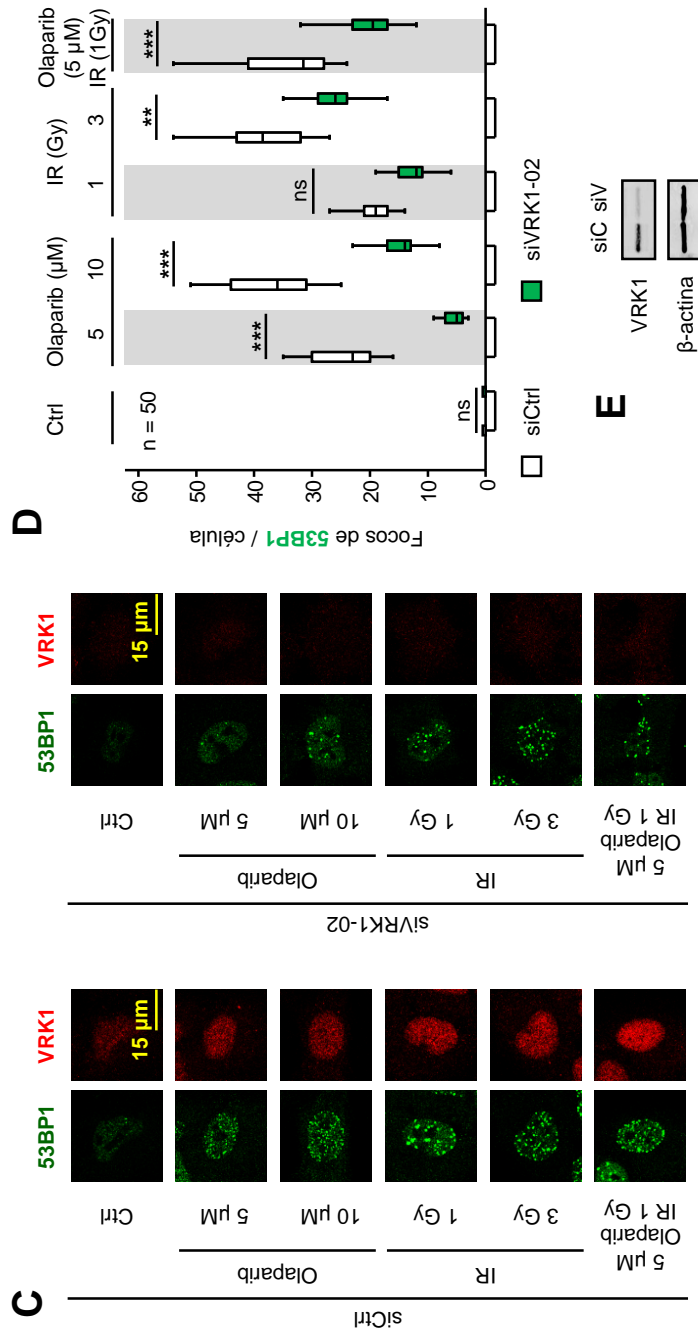 C
53BP1 VRK1
siCtrl
Ctrl
15 µm
Olaparib
5 µM
10 µM
IR
1 Gy
3 Gy
5 µM
Olaparib
IR 1 Gy
53BP1 VRK1
siVRK1-02
Ctrl
15 µm
Olaparib
5 µM
10 µM
IR
1 Gy
3 Gy
5 µM
Olaparib
IR 1 Gy
D
Ctrl
Olaparib (µM)
5 10
IR (Gy)
1 3
Olaparib
(5 µM)
IR (1Gy)
n = 50
Focos de 53BP1 / célula
60
50
40
30
20
10
0
ns
***
***
ns
**
***
siCtrl siVRK1-02
E
siC siV
VRK1
β-actina